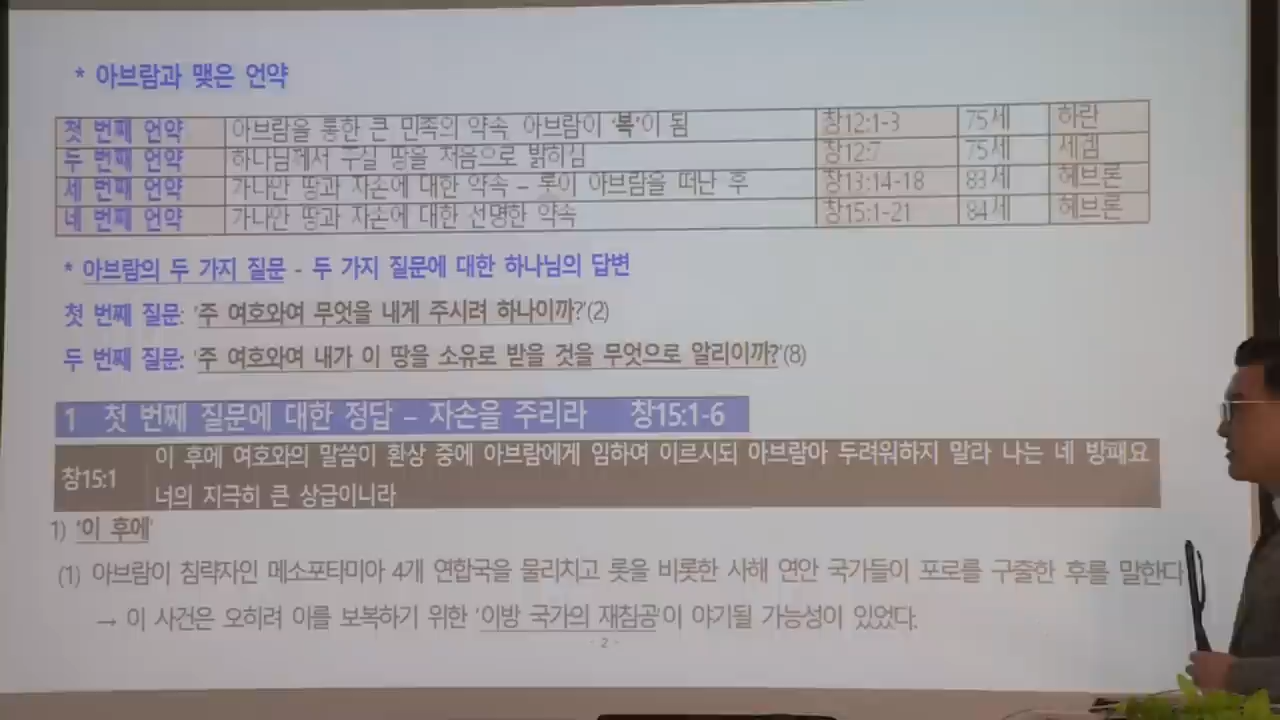 * 아브람과 맺은 언약
첫 번째 언약 아브람을 통한 큰 민족의 약속 아브람이 '복'이 됨 창12:1-3 75세 하란
두 번째 언약 하나님께서 주실 땅을 처음으로 밝히심 창12:7 75세 세겜
세 번째 언약 가나안 땅과 자손에 대한 약속 – 롯이 아브람을 떠난 후 창13:14-18 83세 헤브론
네 번째 언약 가나안 땅과 자손에 대한 선명한 약속 창15:1-21 84세 헤브론
* 아브람의 두 가지 질문 - 두 가지 질문에 대한 하나님의 답변
첫 번째 질문: '주 여호와여 무엇을 내게 주시려 하나이까?'(2)
두 번째 질문: '주 여호와여 내가 이 땅을 소유로 받을 것을 무엇으로 알리이까?'(8)
1 첫 번째 질문에 대한 정답 – 자손을 주리라 창15:1-6
창15:1 이 후에 여호와의 말씀이 환상 중에 아브람에게 임하여 이르시되 아브람아 두려워하지 말라 나는 네 방패요
너의 지극히 큰 상급이니라
1) '이 후에'
(1) 아브람이 침략자인 메소포타미아 4개 연합국을 물리치고 롯을 비롯한 사해 연안 국가들이 포로를 구출한 후를 말한다
→ 이 사건은 오히려 이를 보복하기 위한 '이방 국가의 재침공'이 야기될 가능성이 있었다.
- 2 -